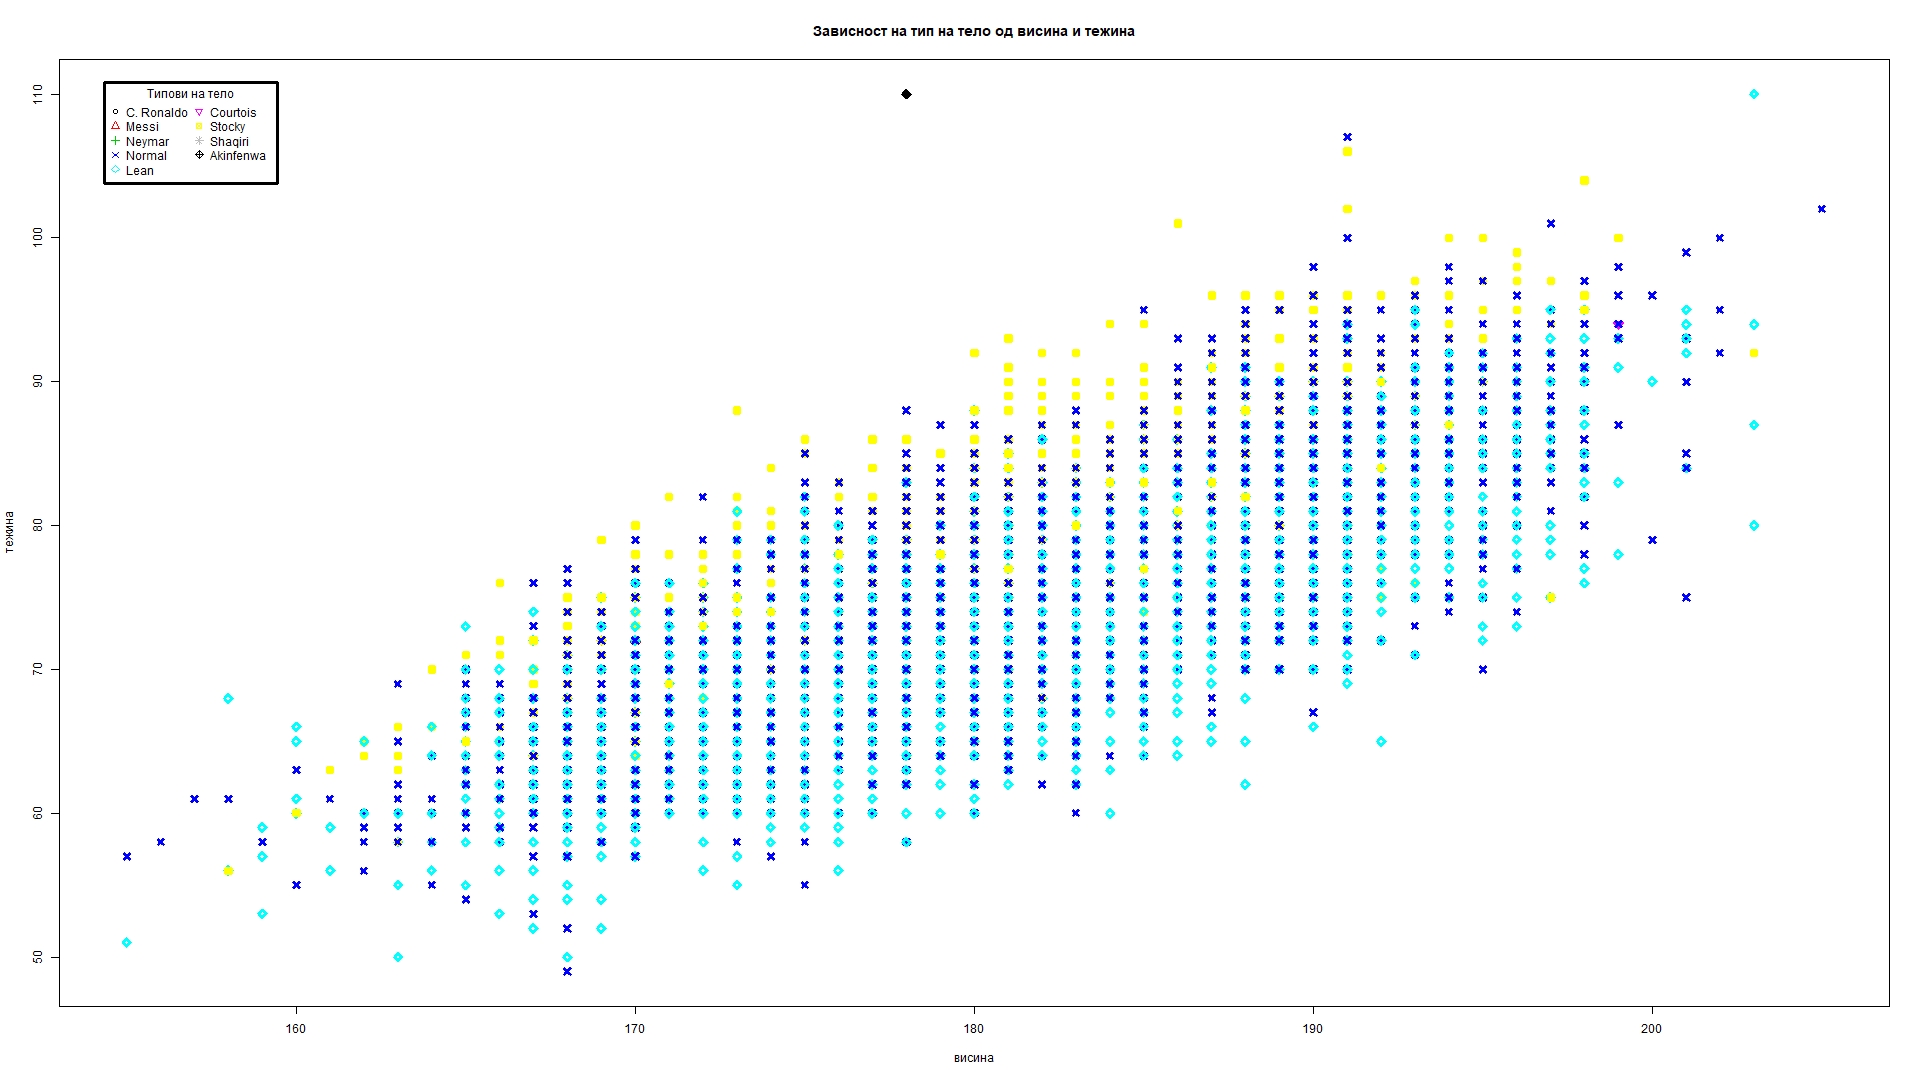 Зависност на тип на тело од висина и тежина
Типови на тело
C. Ronaldo Courtois
Messi Stocky
Neymar Shaqiri
Normal Akinfenwa
Lean
110
100
90
80
70
60
50
тежина
160 170 180 190 200
висина